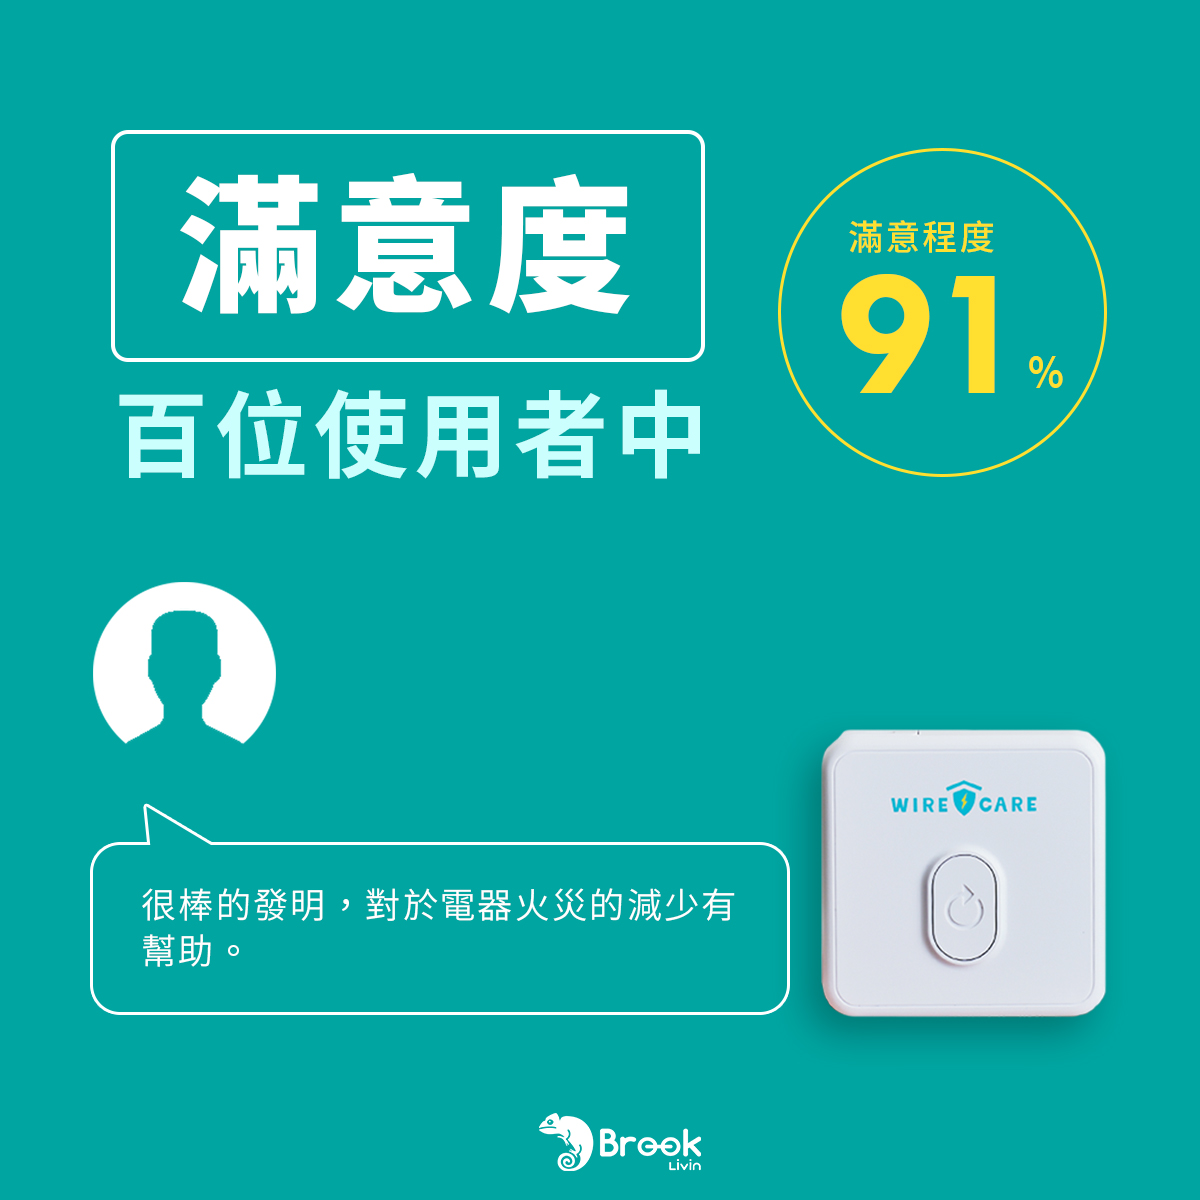 滿意度
百位使用者中
滿意程度
91 %
很棒的發明，對於電器火災的減少有
幫助。
WIRE CARE
Brook
Livin